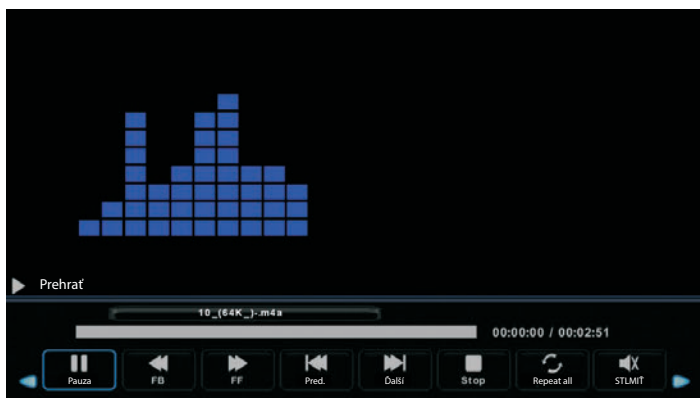 Prehrať
10_(64K_)-.m4a
00:00:00 / 00:02:51
Pauza FB FF Pred. Ďalší Stop Repeat all STLMIŤ